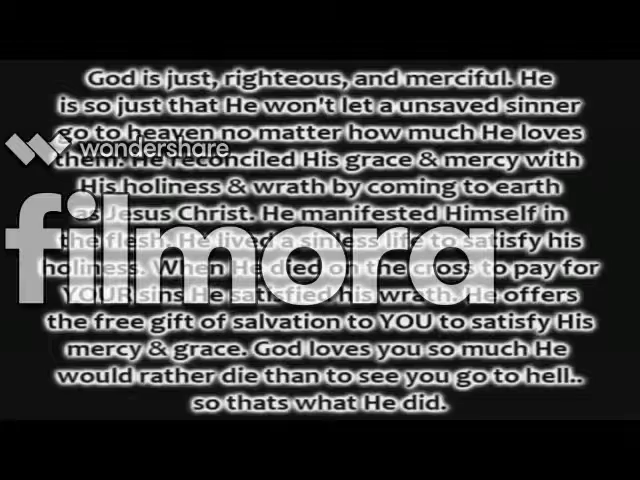 God is just, righteous, and merciful. He
is so just that He won't let a unsaved sinner
go to heaven no matter how much He loves
them. He reconciled His grace & mercy with
His holiness & wrath by coming to earth
as Jesus Christ. He manifested Himself in
the flesh. He lived a sinless life to satisfy his
holiness. When He died on the cross to pay for
YOUR sins He satisfied his wrath. He offers
the free gift of salvation to YOU to satisfy His
mercy & grace. God loves you so much He
would rather die than to see you go to hell..
so thats what He did.
wondershare
filmora